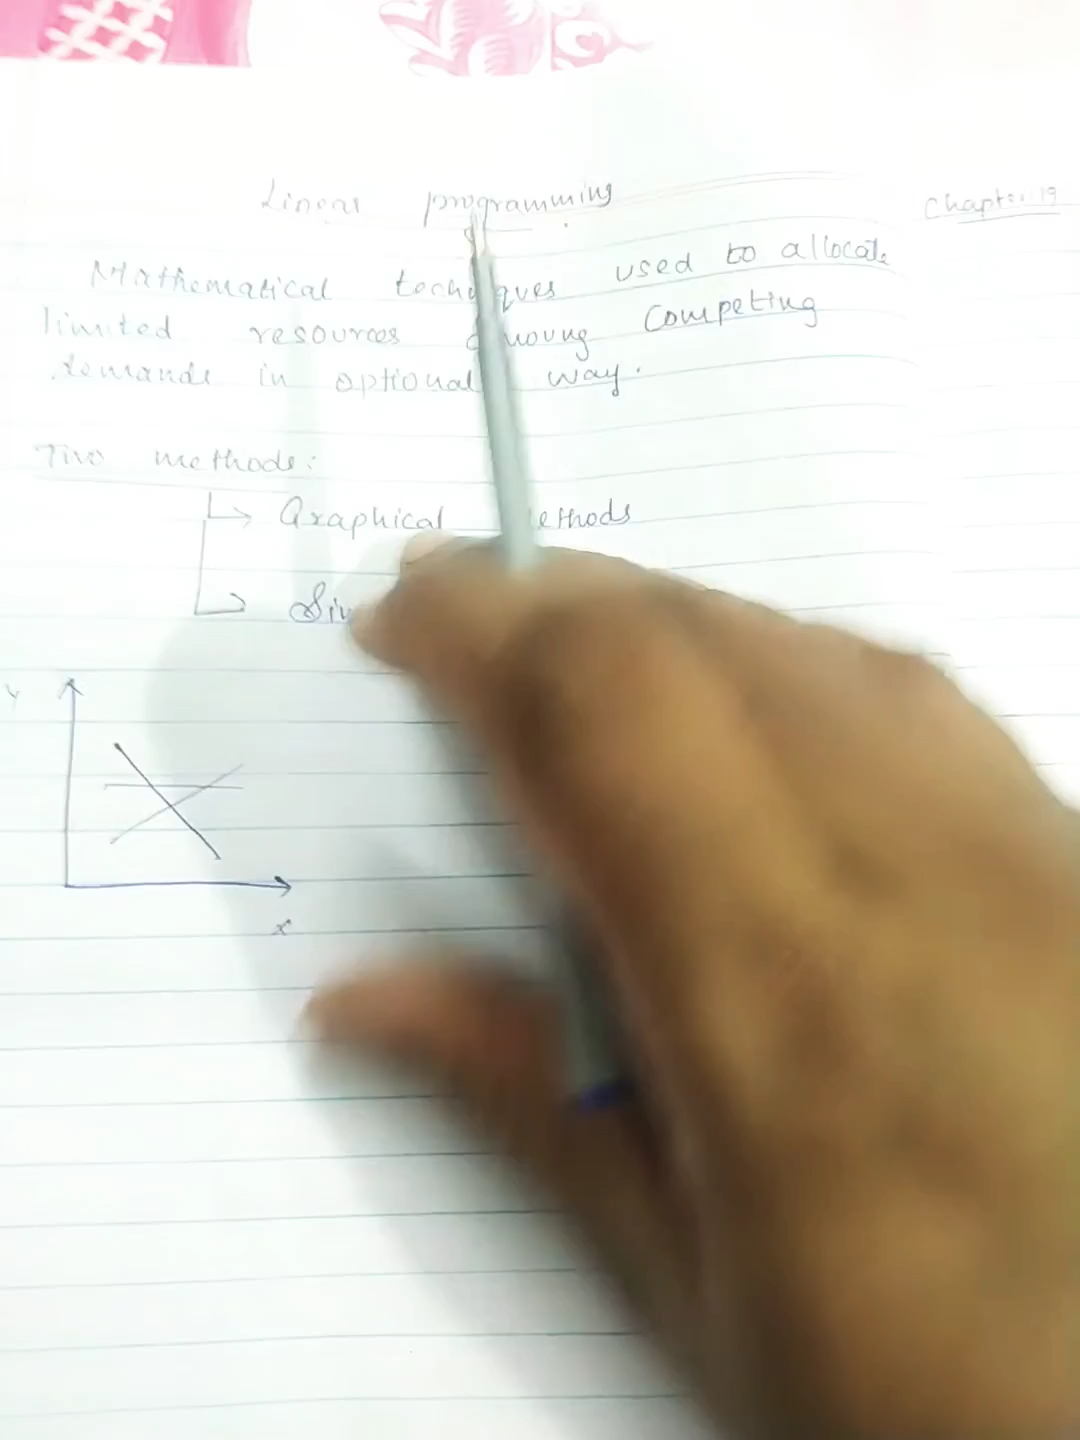 Linear programming
Chapter 19
Mathematical techniques used to allocate
limited resources among competing
demands in optional way.
Two methods:
Graphical methods
Y
X